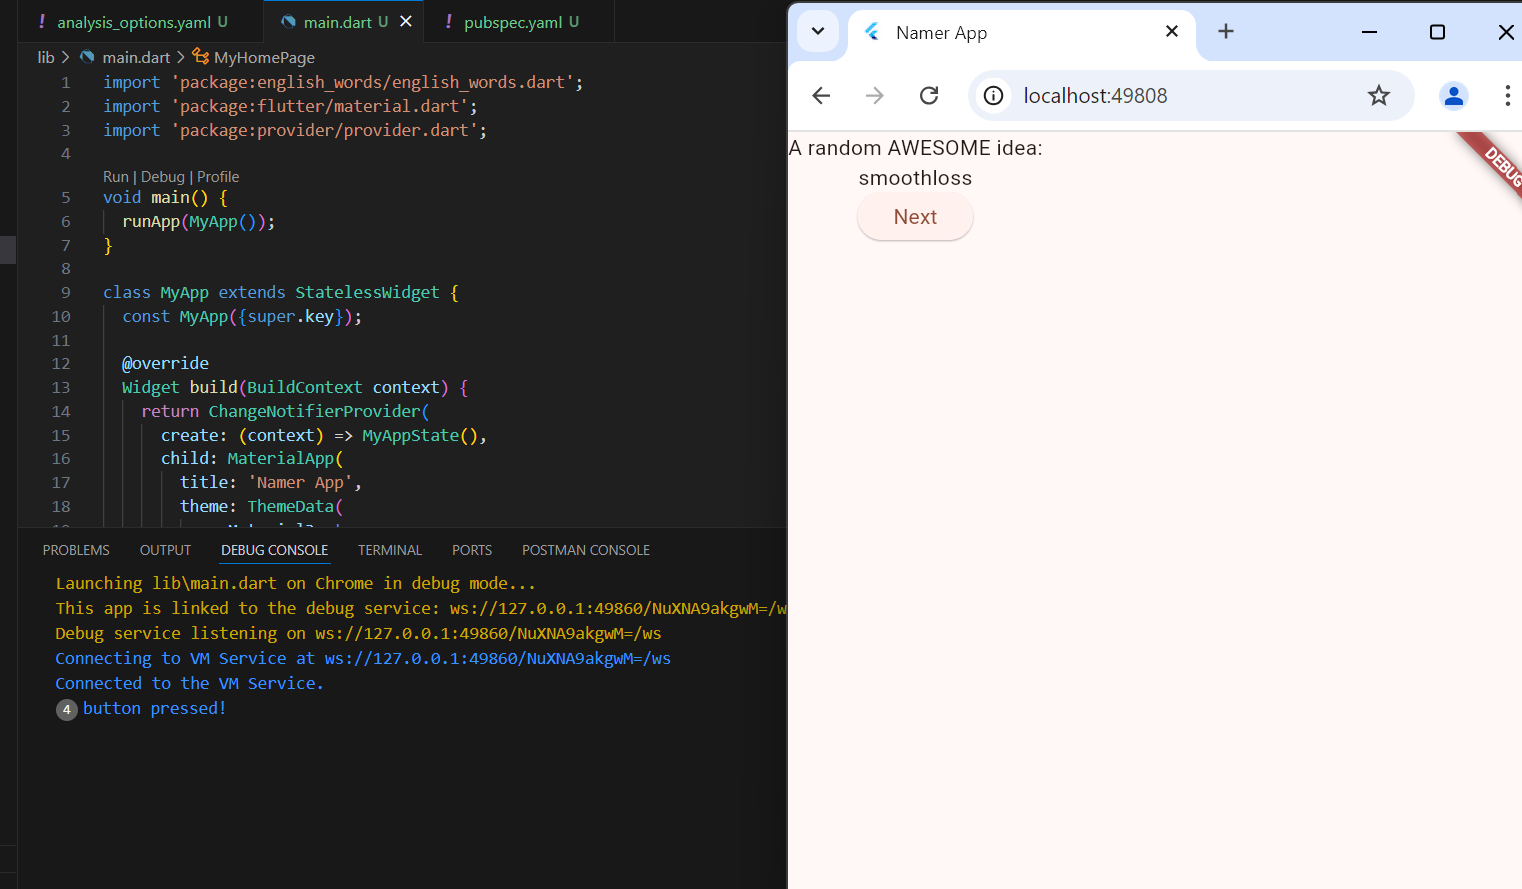 ! analysis_options.yaml U
main.dart U
! pubspec.yaml U
lib > main.dart > MyHomePage
1 import 'package:english_words/english_words.dart';
2 import 'package:flutter/material.dart';
3 import 'package:provider/provider.dart';
4
Run | Debug | Profile
5 void main() {
6 runApp(MyApp());
7 }
8
9 class MyApp extends StatelessWidget {
10 const MyApp({super.key});
11
12 @override
13 Widget build(BuildContext context) {
14 return ChangeNotifierProvider(
15 create: (context) => MyAppState(),
16 child: MaterialApp(
17 title: 'Namer App',
18 theme: ThemeData(
PROBLEMS OUTPUT DEBUG CONSOLE TERMINAL PORTS POSTMAN CONSOLE
Launching lib\main.dart on Chrome in debug mode...
This app is linked to the debug service: ws://127.0.0.1:49860/NuXNA9akgwM=/w
Debug service listening on ws://127.0.0.1:49860/NuXNA9akgwM=/ws
Connecting to VM Service at ws://127.0.0.1:49860/NuXNA9akgwM=/ws
Connected to the VM Service.
4 button pressed!
Namer App
localhost:49808
A random AWESOME idea:
smoothloss
Next
DEBUG